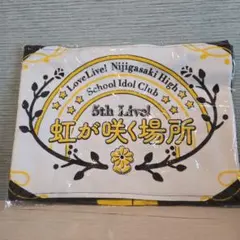 LoveLive! Nijigasaki High
School Idol Club
5th Live!
虹が咲く場所